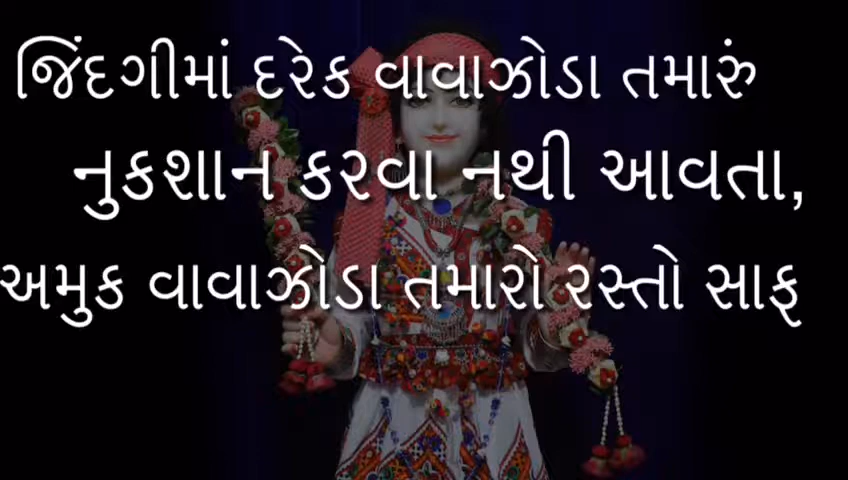 જિંદગીમાં દરેક વાવાઝોડા તમારું
નુકશાન કરવા નથી આવતા,
અમુક વાવાઝોડા તમારો રસ્તો સાફ